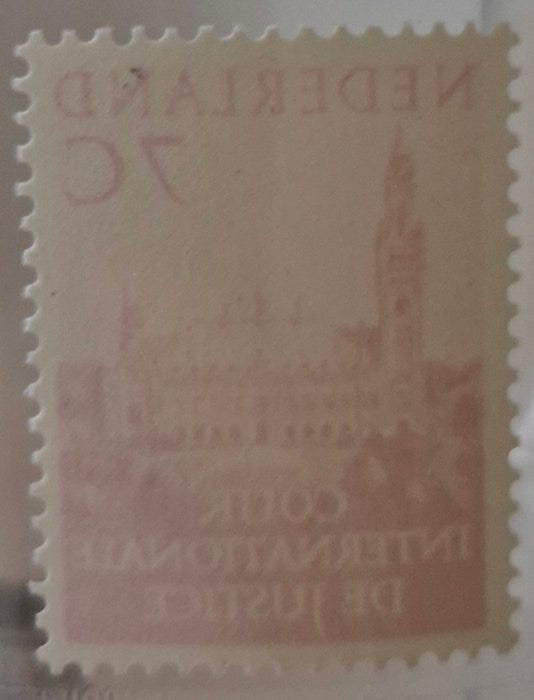 NEDERLAND
7C
COUR
INTERNATIONALE
DE JUSTICE